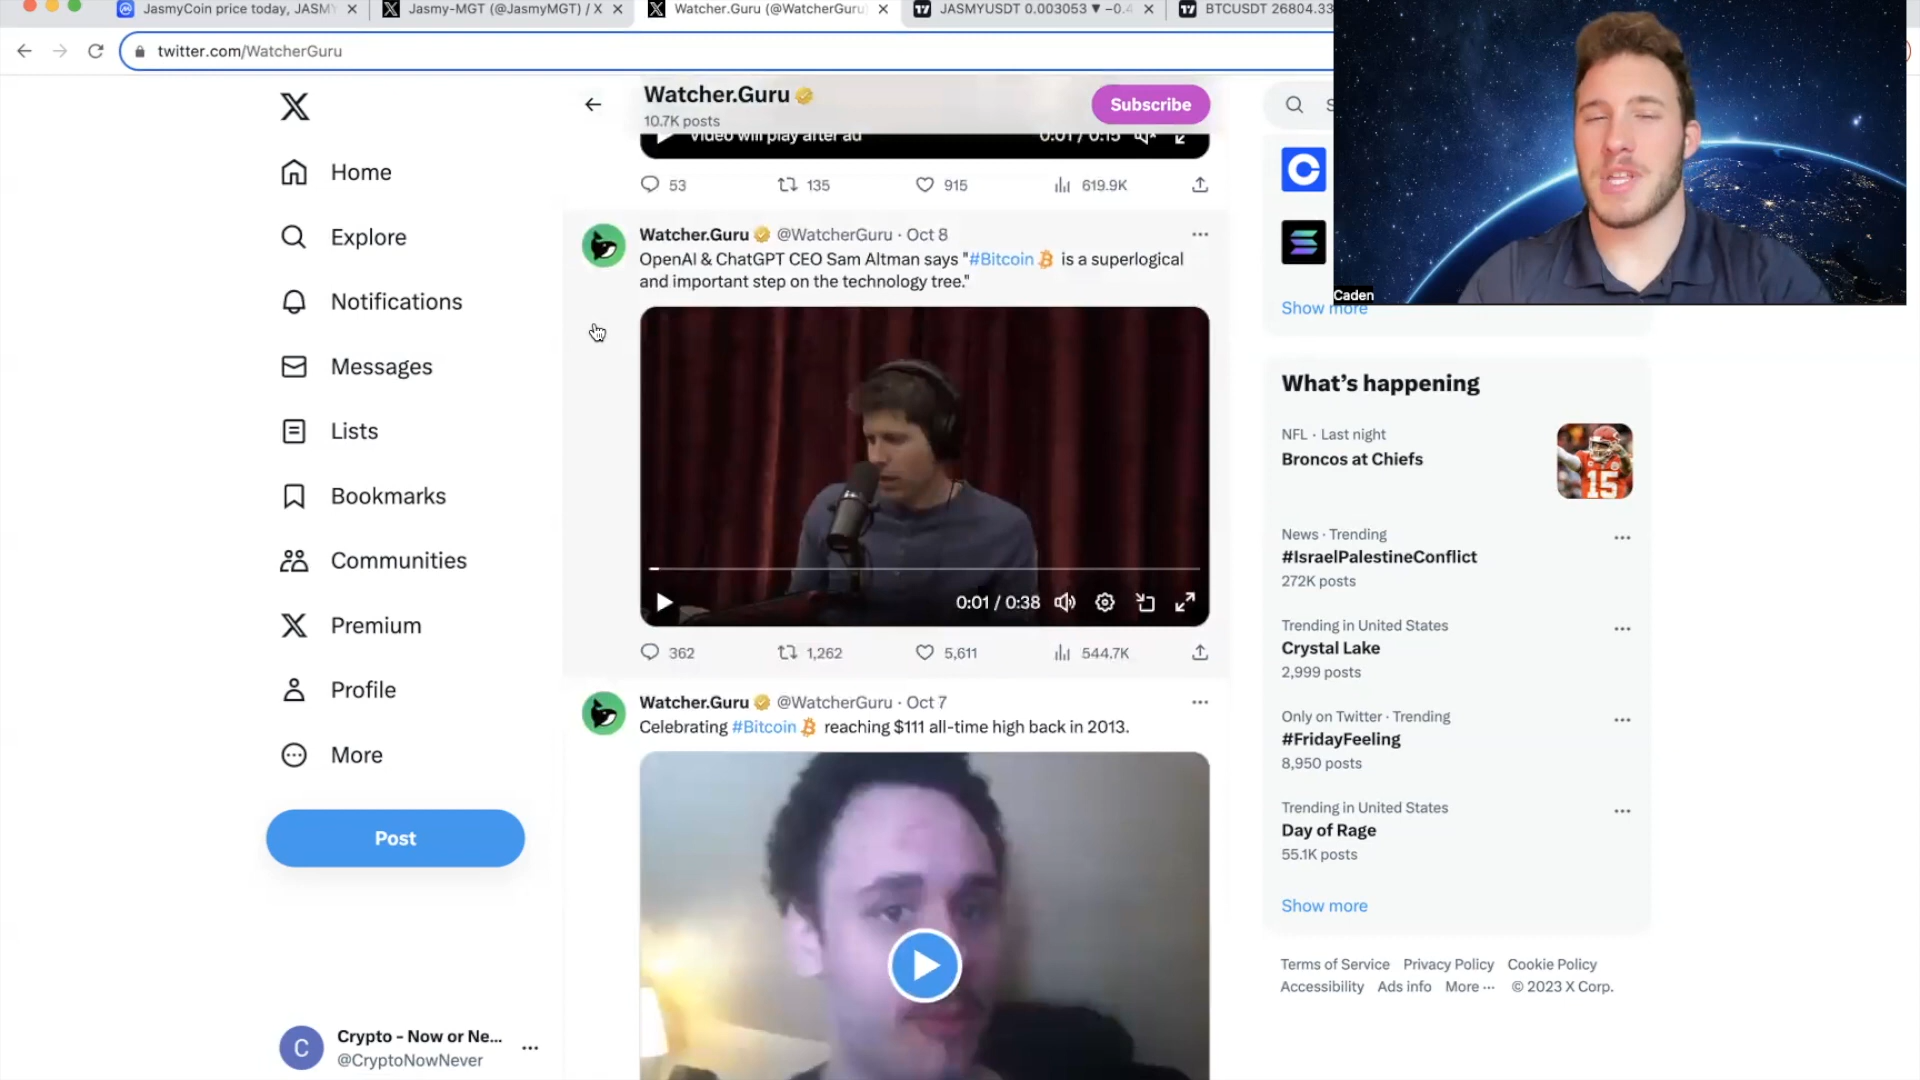 JasmyCoin price today, JASM
Jasmy-MGT (@JasmyMGT) / X
Watcher.Guru (@WatcherGuru
JASMYUSDT 0.003053 ▼ −0.4
BTCUSDT 26804.33
twitter.com/WatcherGuru
Home
Explore
Notifications
Messages
Lists
Bookmarks
Communities
Premium
Profile
More
Post
Crypto - Now or Ne...
@CryptoNowNever
Watcher.Guru
10.7K posts
Subscribe
Video will play after ad
0:01 / 0:15
53 135 915 619.9K
Watcher.Guru @WatcherGuru · Oct 8
OpenAI & ChatGPT CEO Sam Altman says "#Bitcoin is a superlogical
and important step on the technology tree."
0:01 / 0:38
362 1,262 5,611 544.7K
Watcher.Guru @WatcherGuru · Oct 7
Celebrating #Bitcoin reaching $111 all-time high back in 2013.
Caden
Show more
What's happening
NFL · Last night
Broncos at Chiefs
15
News · Trending
#IsraelPalestineConflict
272K posts
Trending in United States
Crystal Lake
2,999 posts
Only on Twitter · Trending
#FridayFeeling
8,950 posts
Trending in United States
Day of Rage
55.1K posts
Show more
Terms of Service Privacy Policy Cookie Policy
Accessibility Ads info More ··· © 2023 X Corp.